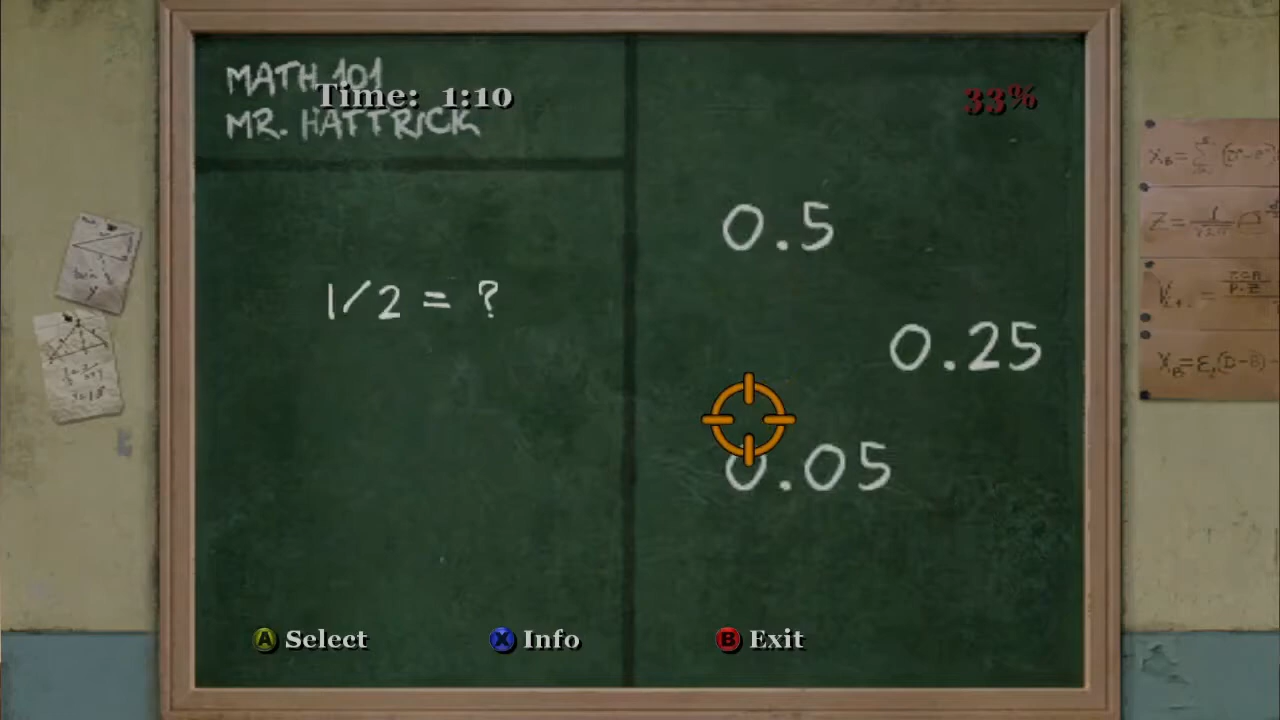 MATH 101
Time: 1:10
33%
MR. HATTRICK
1/2 = ?
0.5
0.25
0.05
A Select
X Info
B Exit